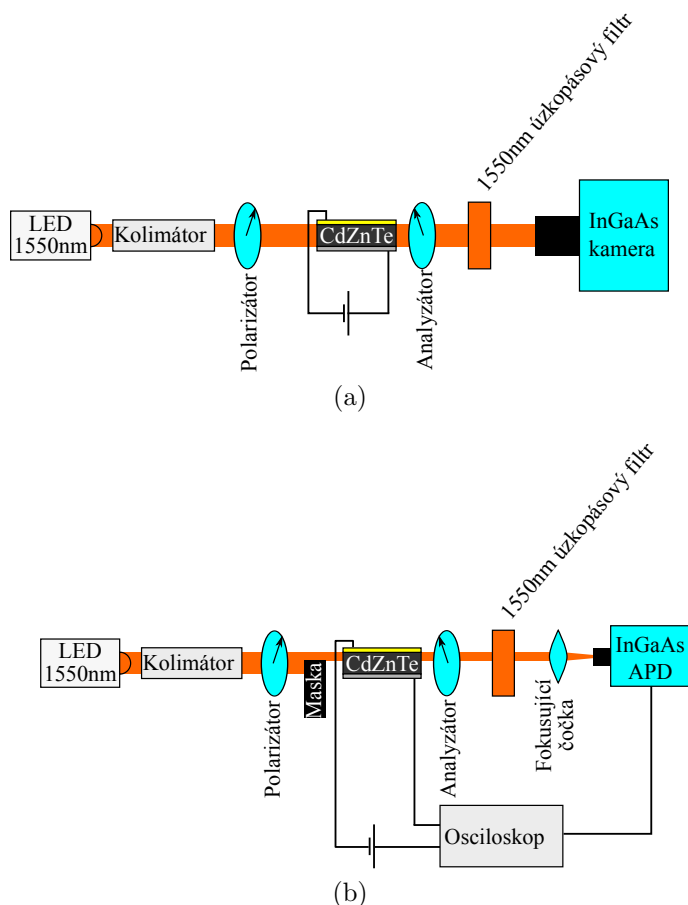 1550nm úzkopásový filtr
LED
1550nm
Kolimátor
Polarizátor
CdZnTe
Analyzátor
InGaAs
kamera
(a)
1550nm úzkopásový filtr
LED
1550nm
Kolimátor
Polarizátor
Maska
CdZnTe
Analyzátor
Fokusující
čočka
InGaAs
APD
Osciloskop
(b)